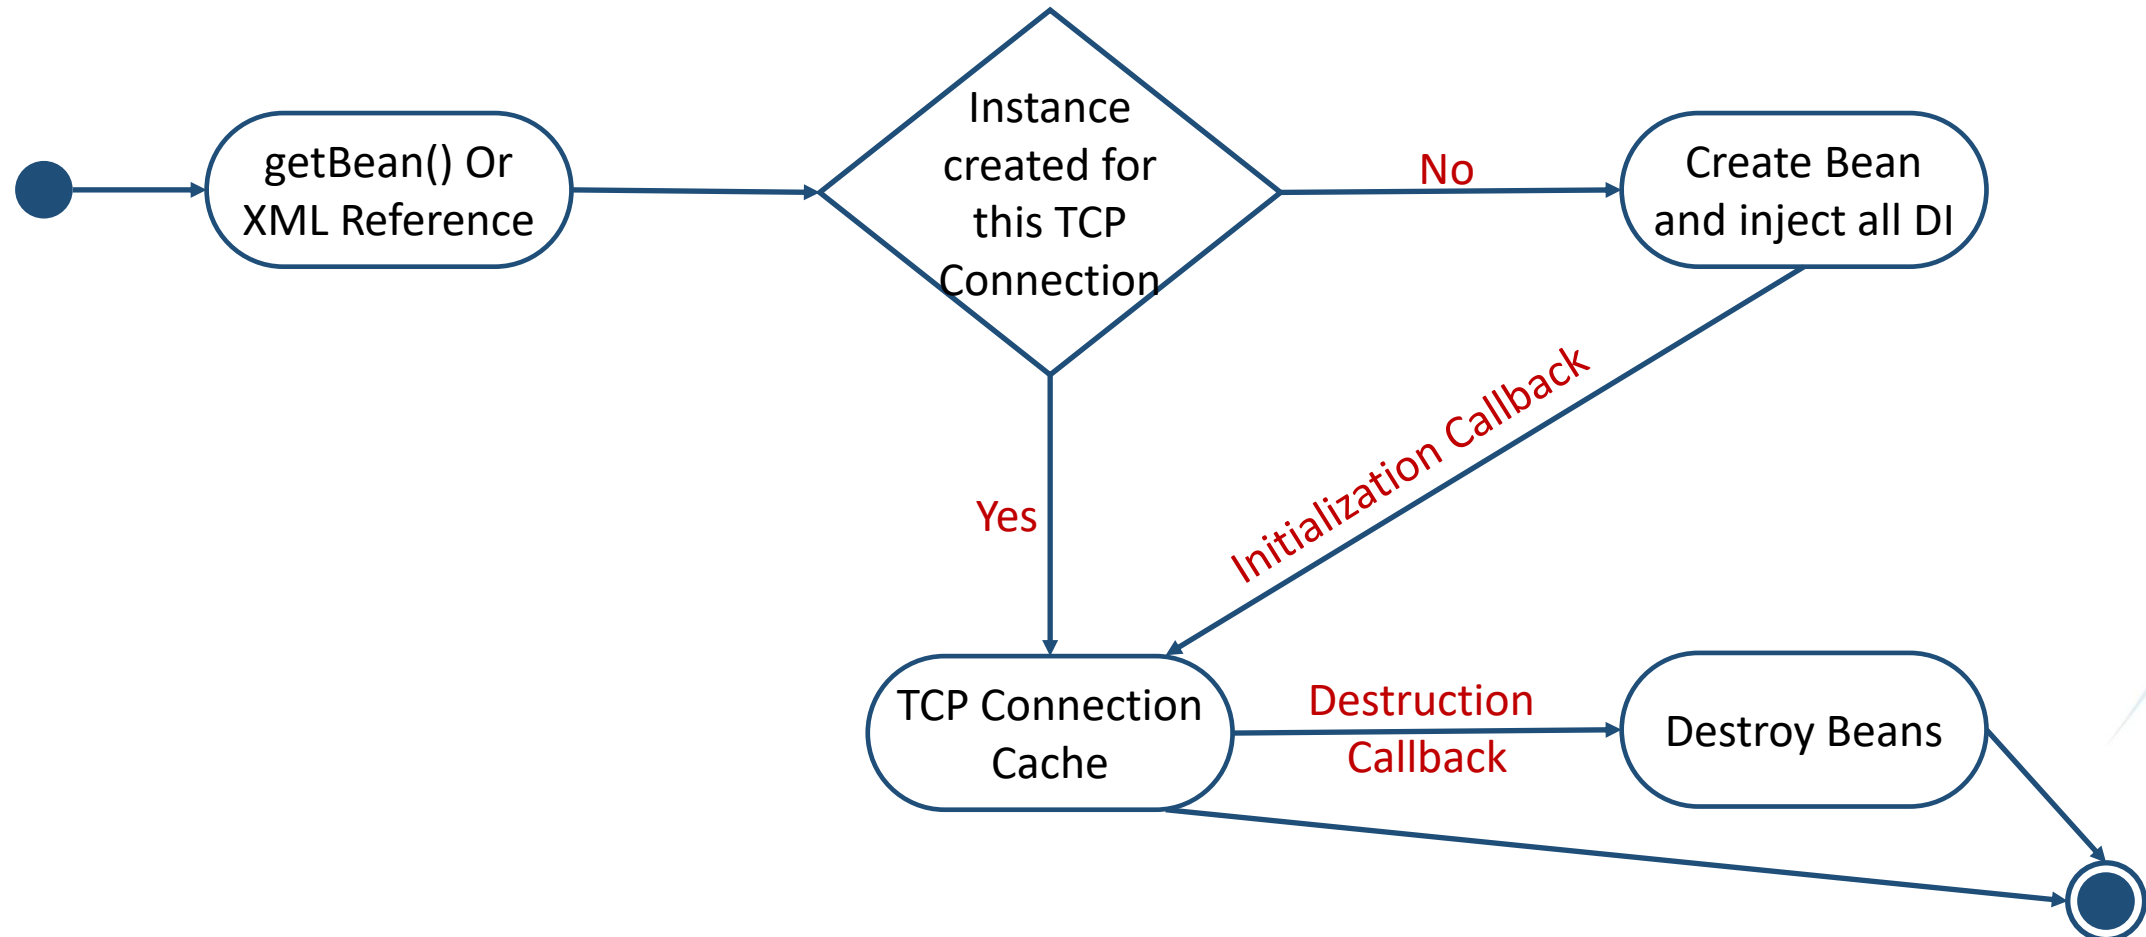 getBean() Or
XML Reference
Instance
created for
this TCP
Connection
No
Create Bean
and inject all DI
Yes
Initialization Callback
TCP Connection
Cache
Destruction
Callback
Destroy Beans